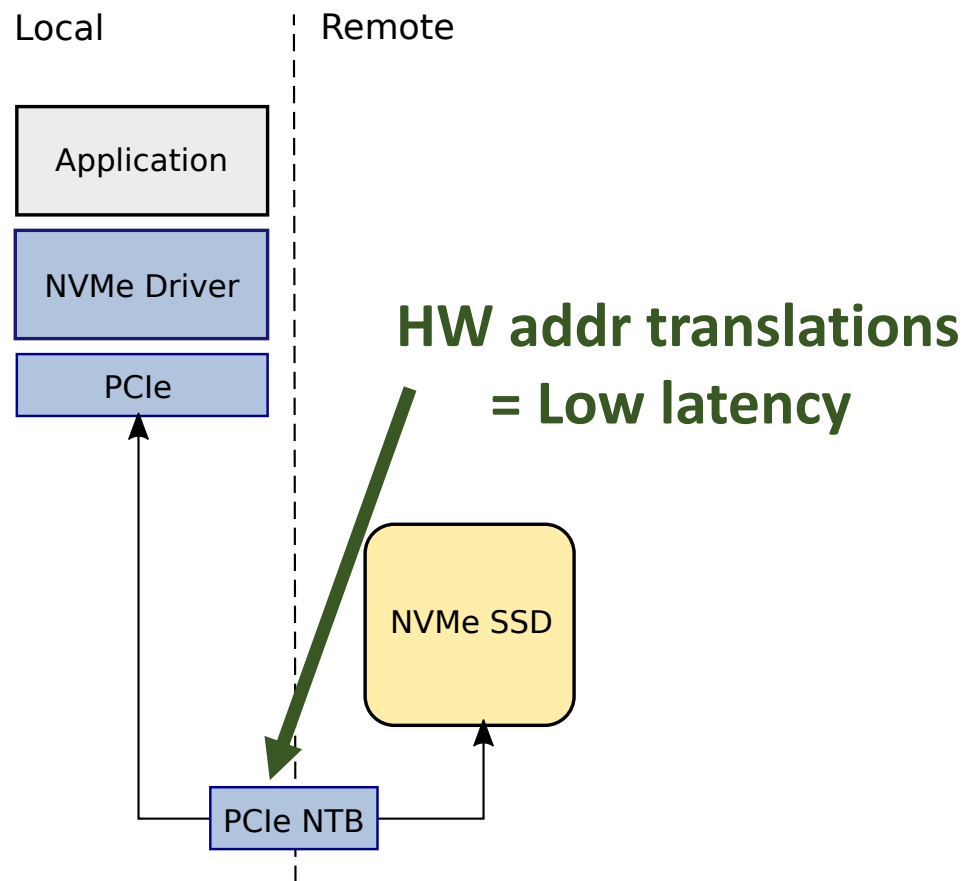 Local
Remote
Application
NVMe Driver
PCIe
HW addr translations
= Low latency
NVMe SSD
PCIe NTB